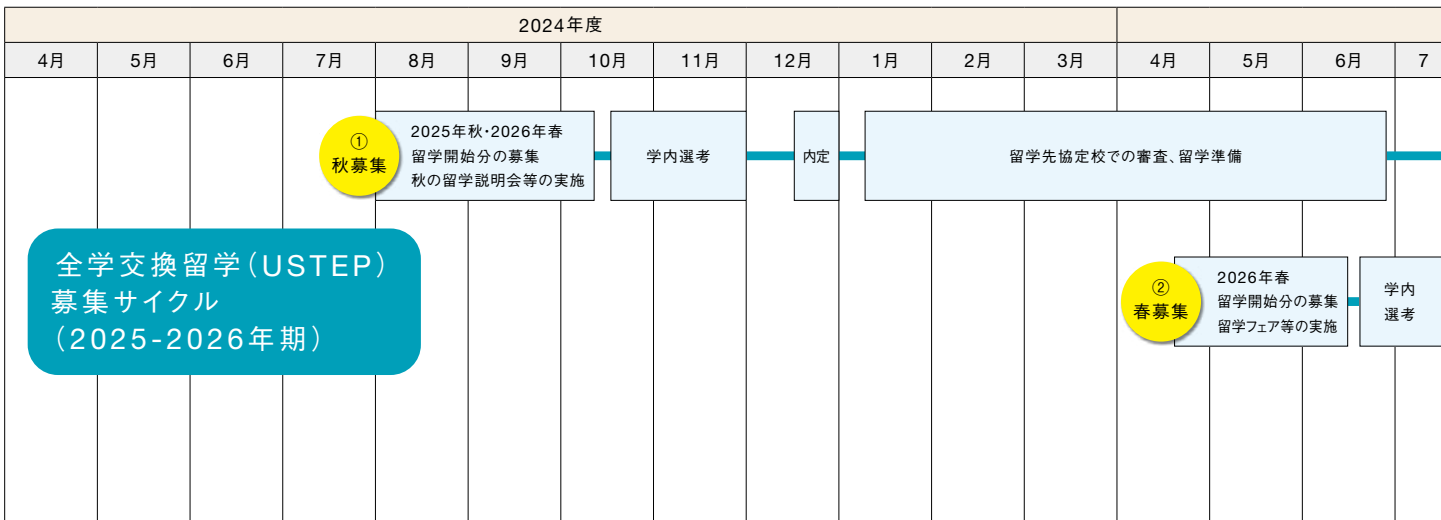 2024年度
4月 5月 6月 7月 8月 9月 10月 11月 12月 1月 2月 3月 4月 5月 6月 7
①
秋募集
2025年秋・2026年春
留学開始分の募集
秋の留学説明会等の実施
学内選考
内定
留学先協定校での審査、留学準備
全学交換留学（USTEP）
募集サイクル
（2025-2026年期）
②
春募集
2026年春
留学開始分の募集
留学フェア等の実施
学内
選考